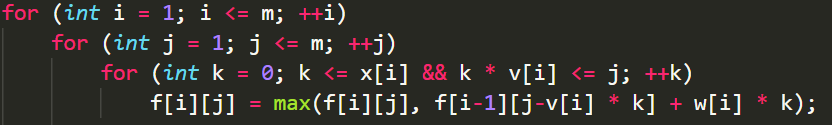 for (int i = 1; i <= m; ++i)
for (int j = 1; j <= m; ++j)
for (int k = 0; k <= x[i] && k * v[i] <= j; ++k)
f[i][j] = max(f[i][j], f[i-1][j-v[i] * k] + w[i] * k);